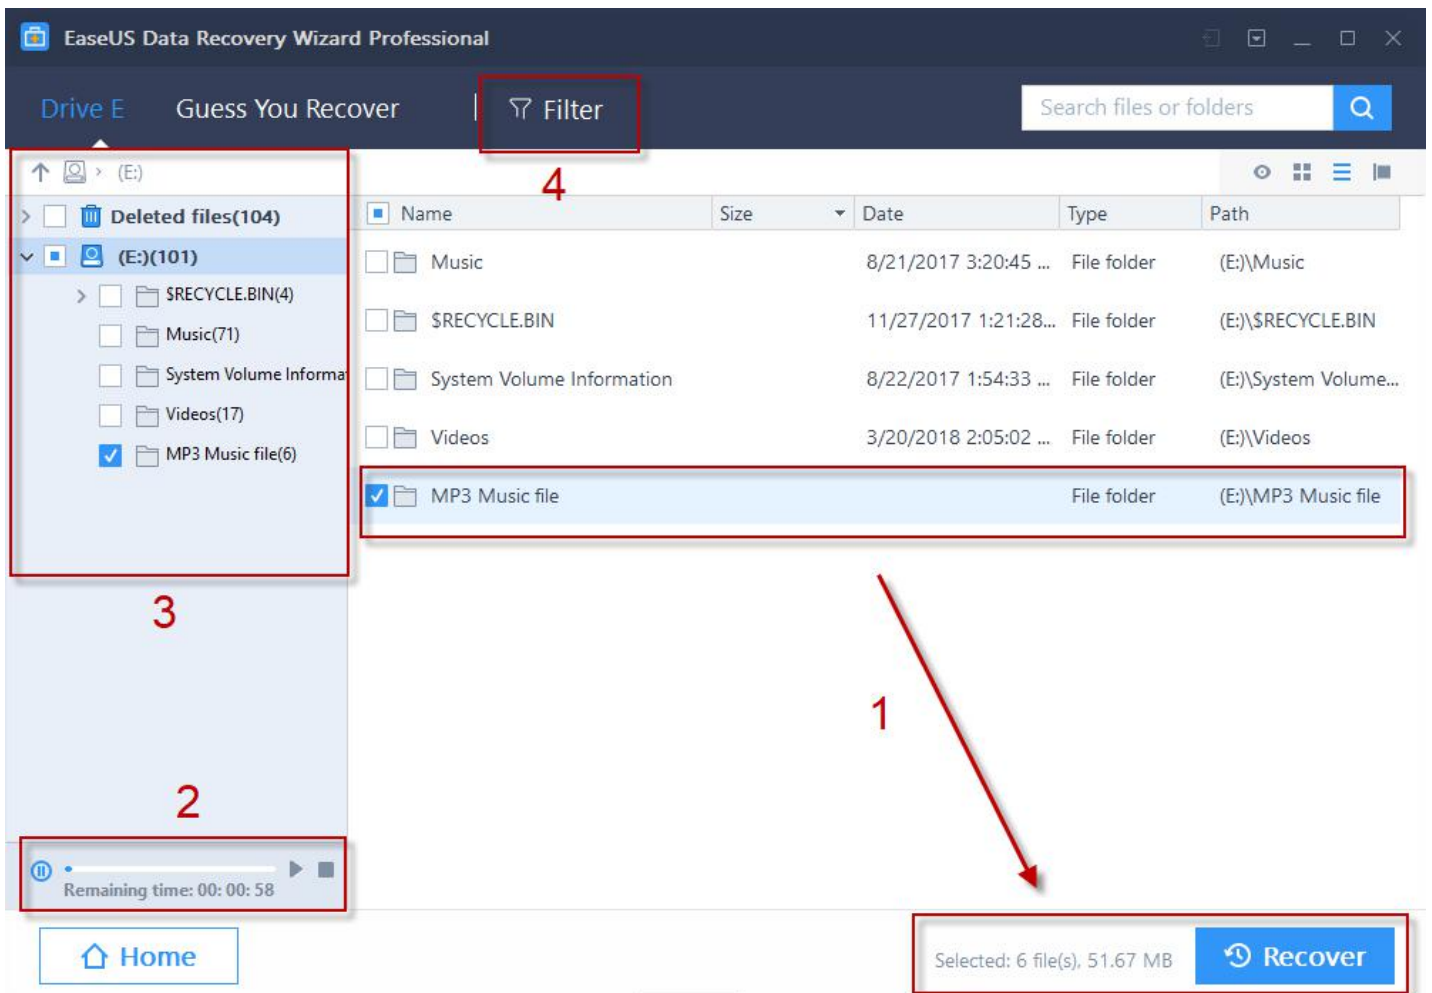 EaseUS Data Recovery Wizard Professional
Drive E Guess You Recover | Filter Search files or folders
4
(E:)
Name Size Date Type Path
Deleted files(104)
(E:)(101)
$RECYCLE.BIN(4)
Music(71)
System Volume Informa
Videos(17)
MP3 Music file(6)
Music 8/21/2017 3:20:45 ... File folder (E:)\Music
$RECYCLE.BIN 11/27/2017 1:21:28... File folder (E:)\$RECYCLE.BIN
System Volume Information 8/22/2017 1:54:33 ... File folder (E:)\System Volume...
Videos 3/20/2018 2:05:02 ... File folder (E:)\Videos
MP3 Music file File folder (E:)\MP3 Music file
3
1
2
Remaining time: 00: 00: 58
Home
Selected: 6 file(s), 51.67 MB Recover